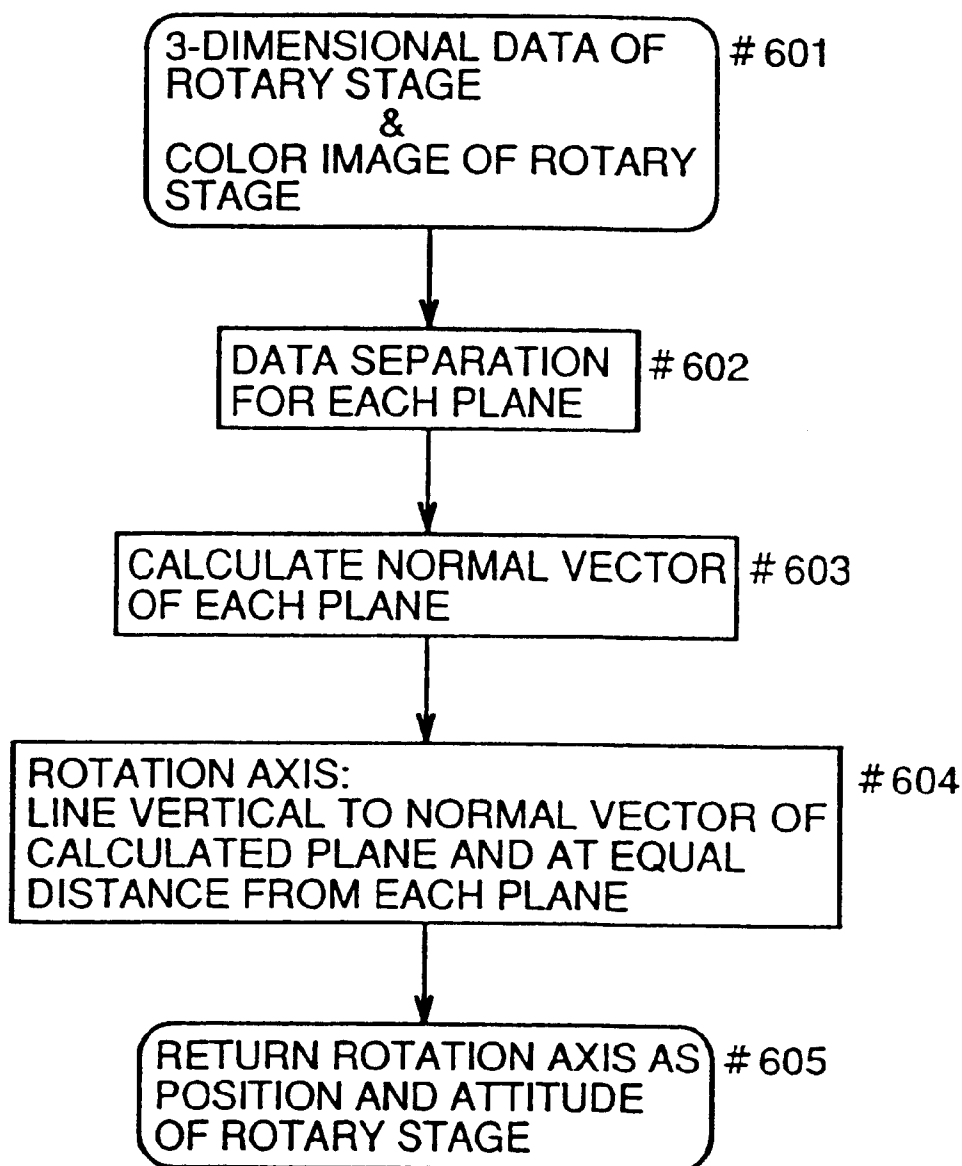 3-DIMENSIONAL DATA OF
ROTARY STAGE
&
COLOR IMAGE OF ROTARY
STAGE
#601
DATA SEPARATION
FOR EACH PLANE
#602
CALCULATE NORMAL VECTOR
OF EACH PLANE
#603
ROTATION AXIS:
LINE VERTICAL TO NORMAL VECTOR OF
CALCULATED PLANE AND AT EQUAL
DISTANCE FROM EACH PLANE
#604
RETURN ROTATION AXIS AS
POSITION AND ATTITUDE
OF ROTARY STAGE
#605